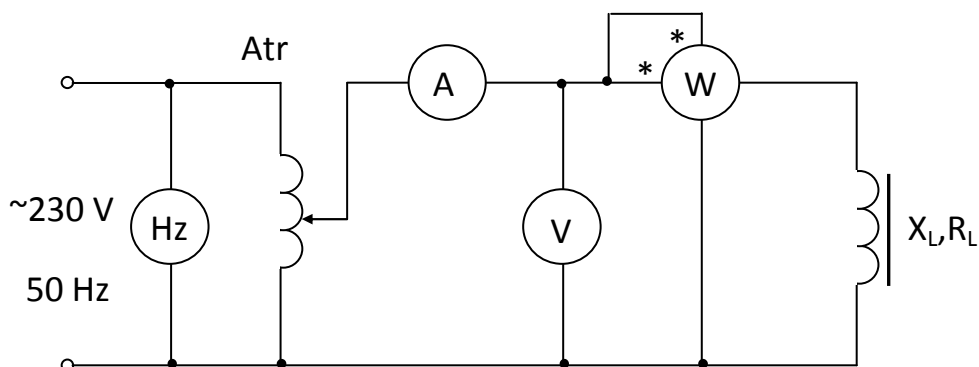 Atr
A
*
*
W
~230 V
Hz
V
X_L,R_L
50 Hz